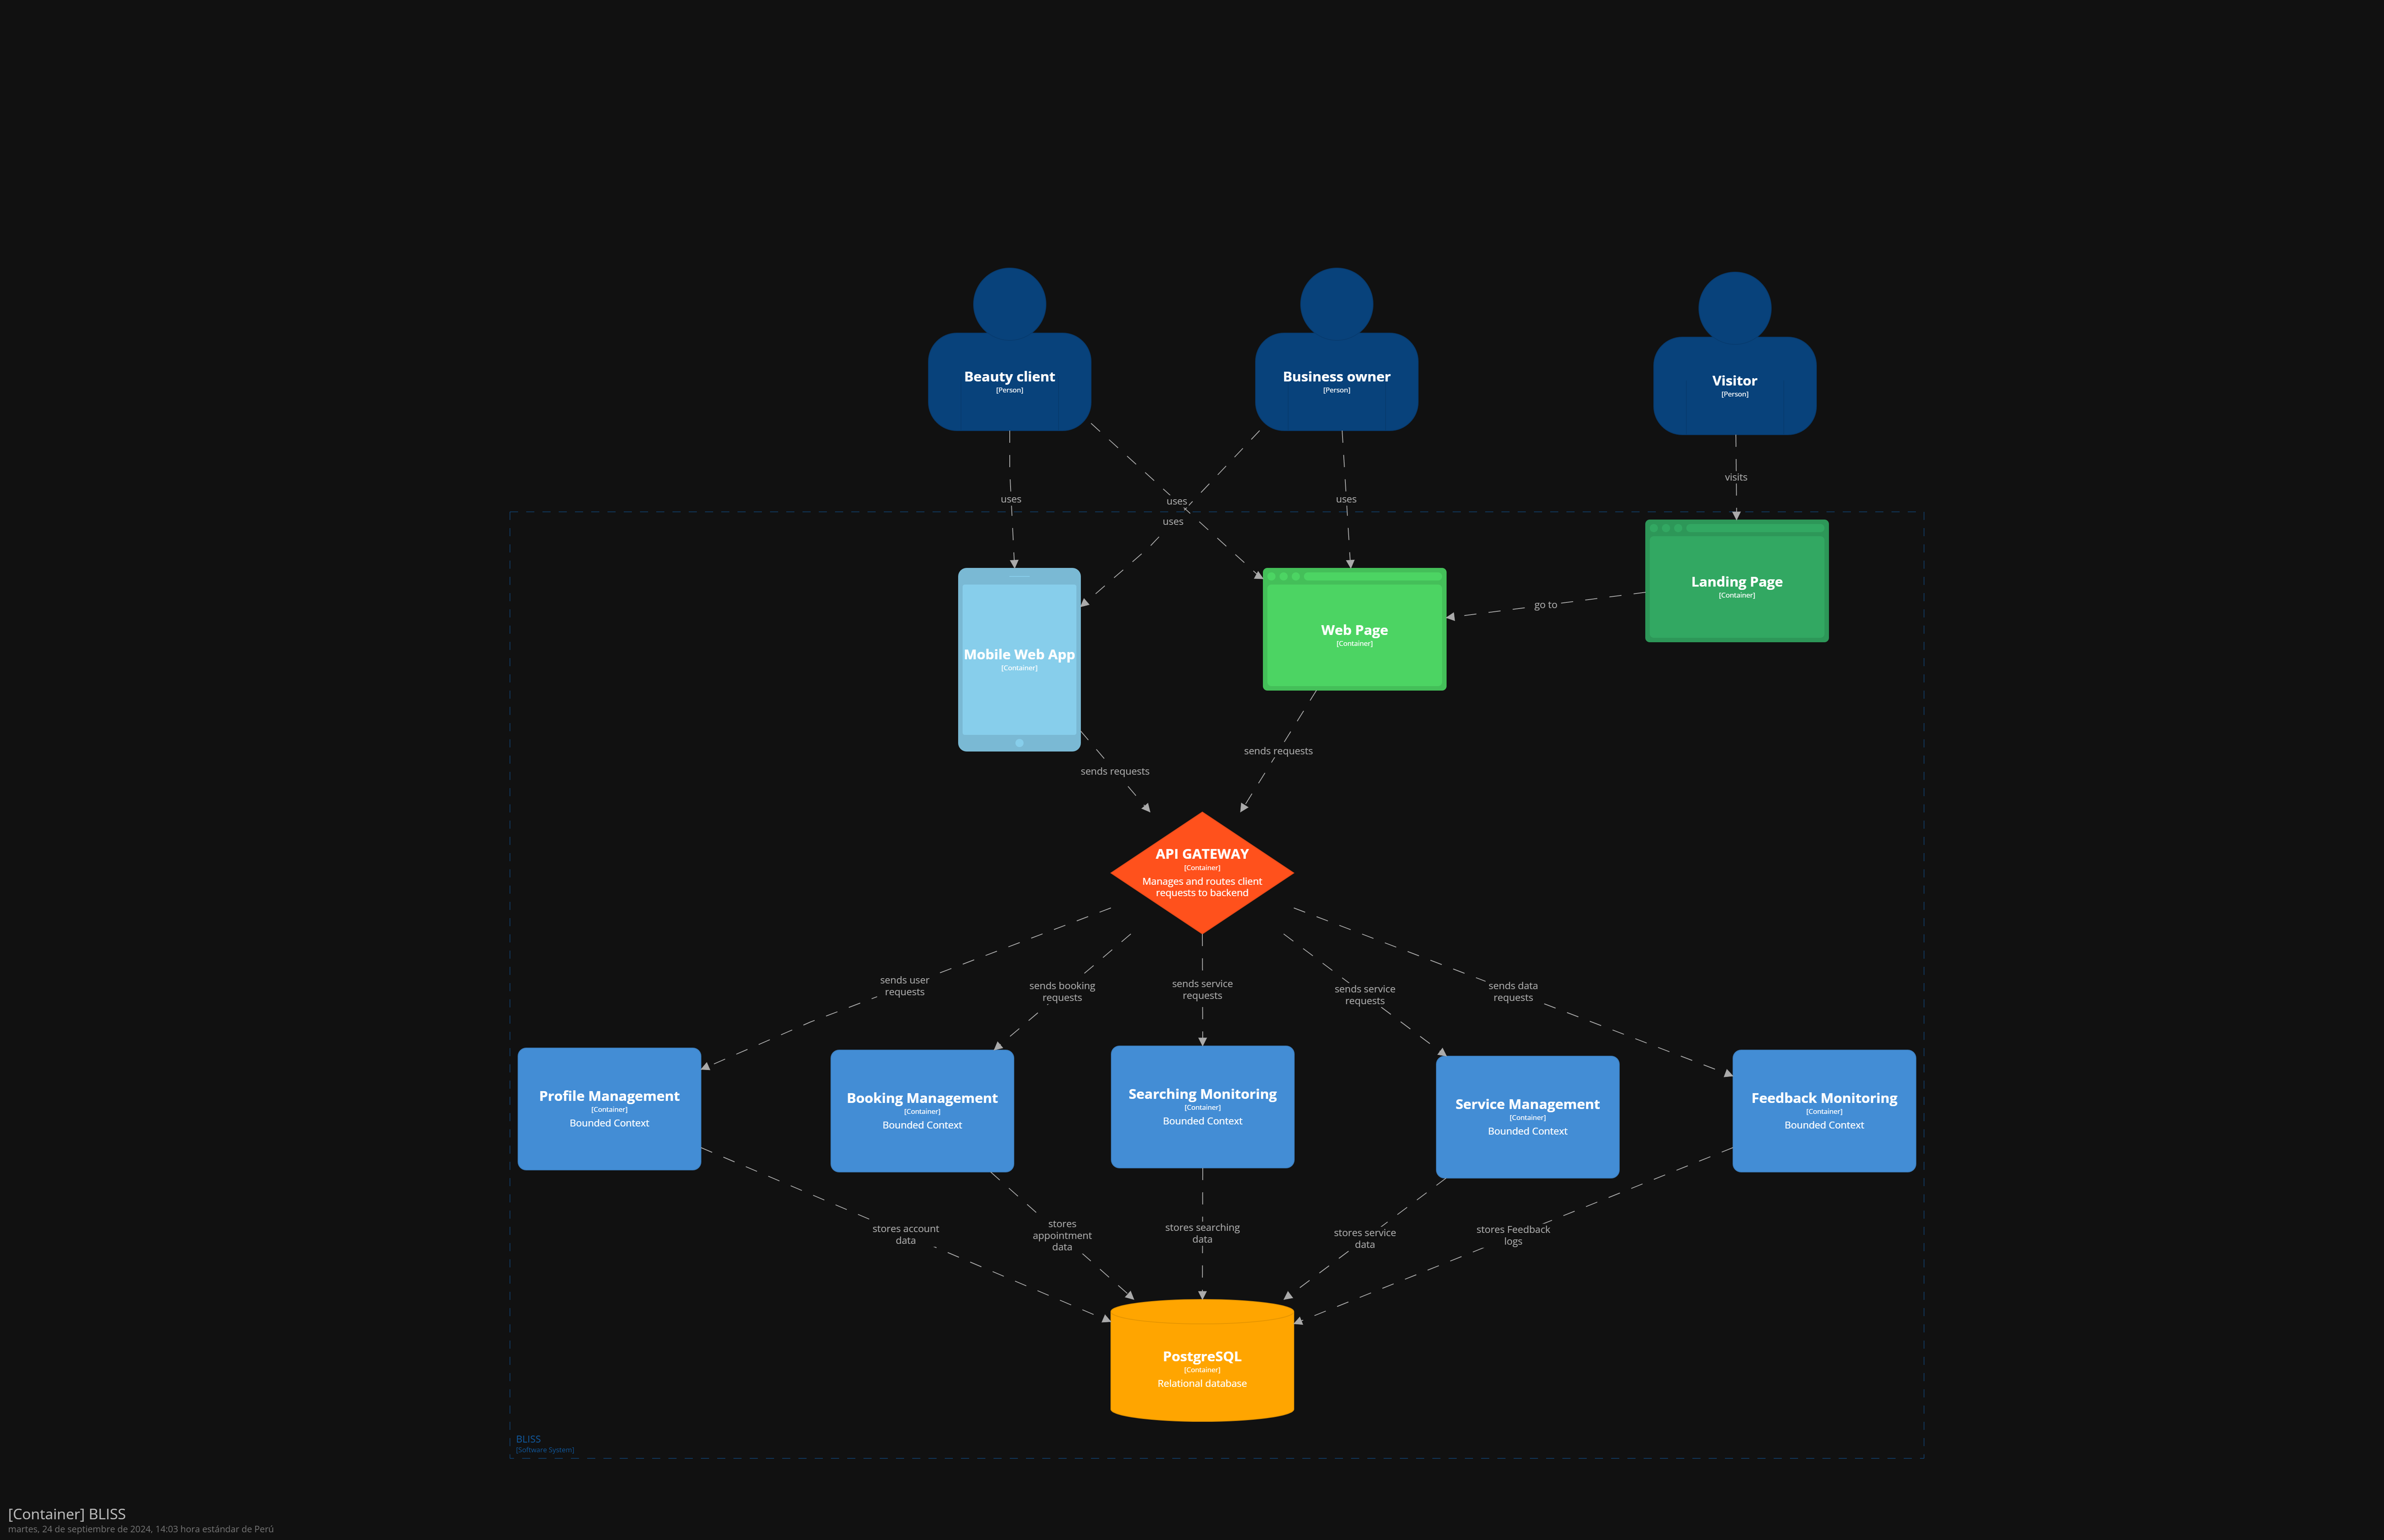 Beauty client
[Person]
Business owner
[Person]
Visitor
[Person]
visits
uses
uses
uses
uses
Landing Page
[Container]
go to
Web Page
[Container]
Mobile Web App
[Container]
sends requests
sends requests
API GATEWAY
[Container]
Manages and routes client
requests to backend
sends user
requests
sends booking
requests
sends service
requests
sends service
requests
sends data
requests
Profile Management
[Container]
Bounded Context
Booking Management
[Container]
Bounded Context
Searching Monitoring
[Container]
Bounded Context
Service Management
[Container]
Bounded Context
Feedback Monitoring
[Container]
Bounded Context
stores account
data
stores
appointment
data
stores searching
data
stores service
data
stores Feedback
logs
PostgreSQL
[Container]
Relational database
BLISS
[Software System]
[Container] BLISS
martes, 24 de septiembre de 2024, 14:03 hora estándar de Perú